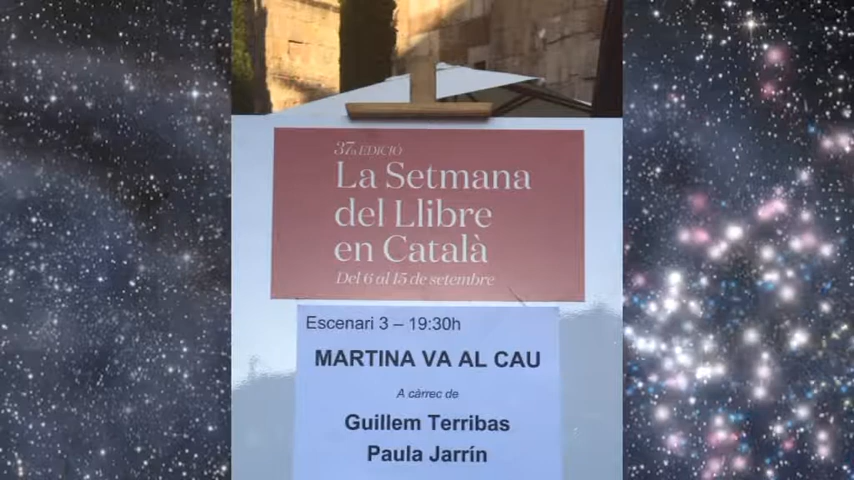 37a EDICIÓ
La Setmana
del Llibre
en Català
Del 6 al 15 de setembre
Escenari 3 – 19:30h
MARTINA VA AL CAU
A càrrec de
Guillem Terribas
Paula Jarrín